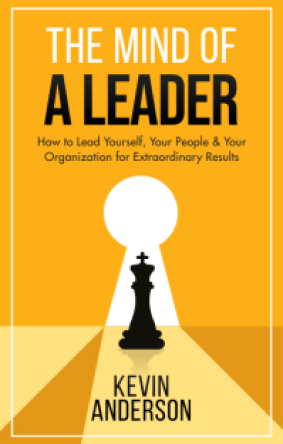 THE MIND OF
A LEADER
How to Lead Yourself, Your People & Your
Organization for Extraordinary Results
KEVIN
ANDERSON